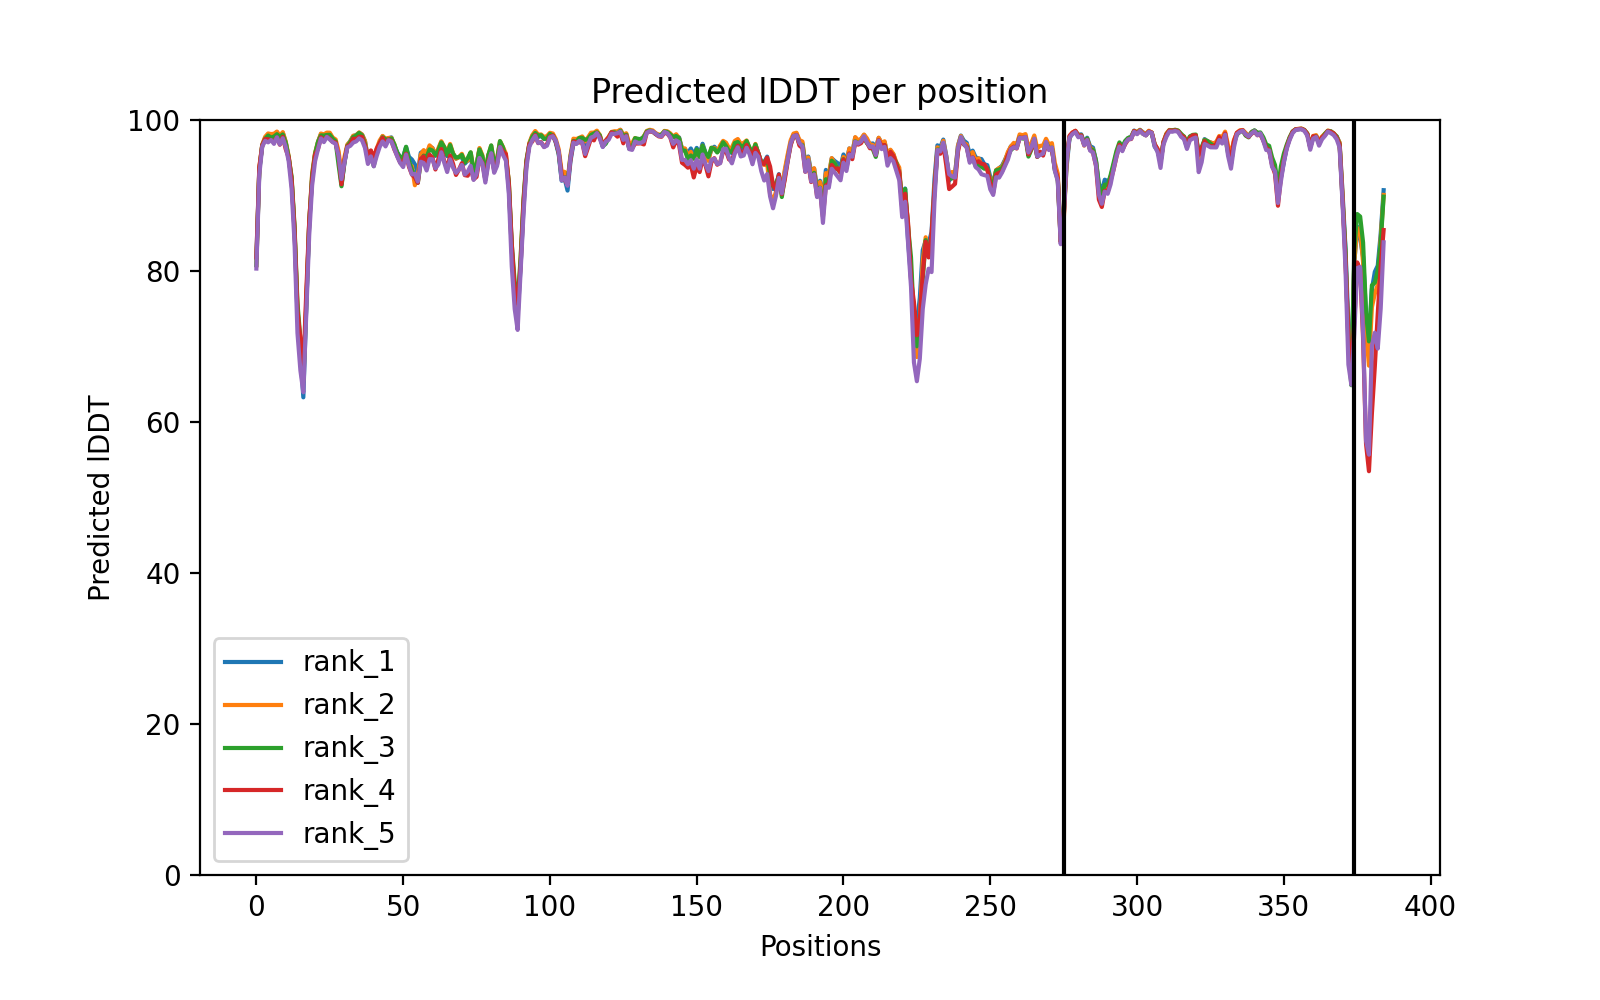 Predicted lDDT per position
100
80
60
40
20
0
Predicted lDDT
rank_1
rank_2
rank_3
rank_4
rank_5
0 50 100 150 200 250 300 350 400
Positions